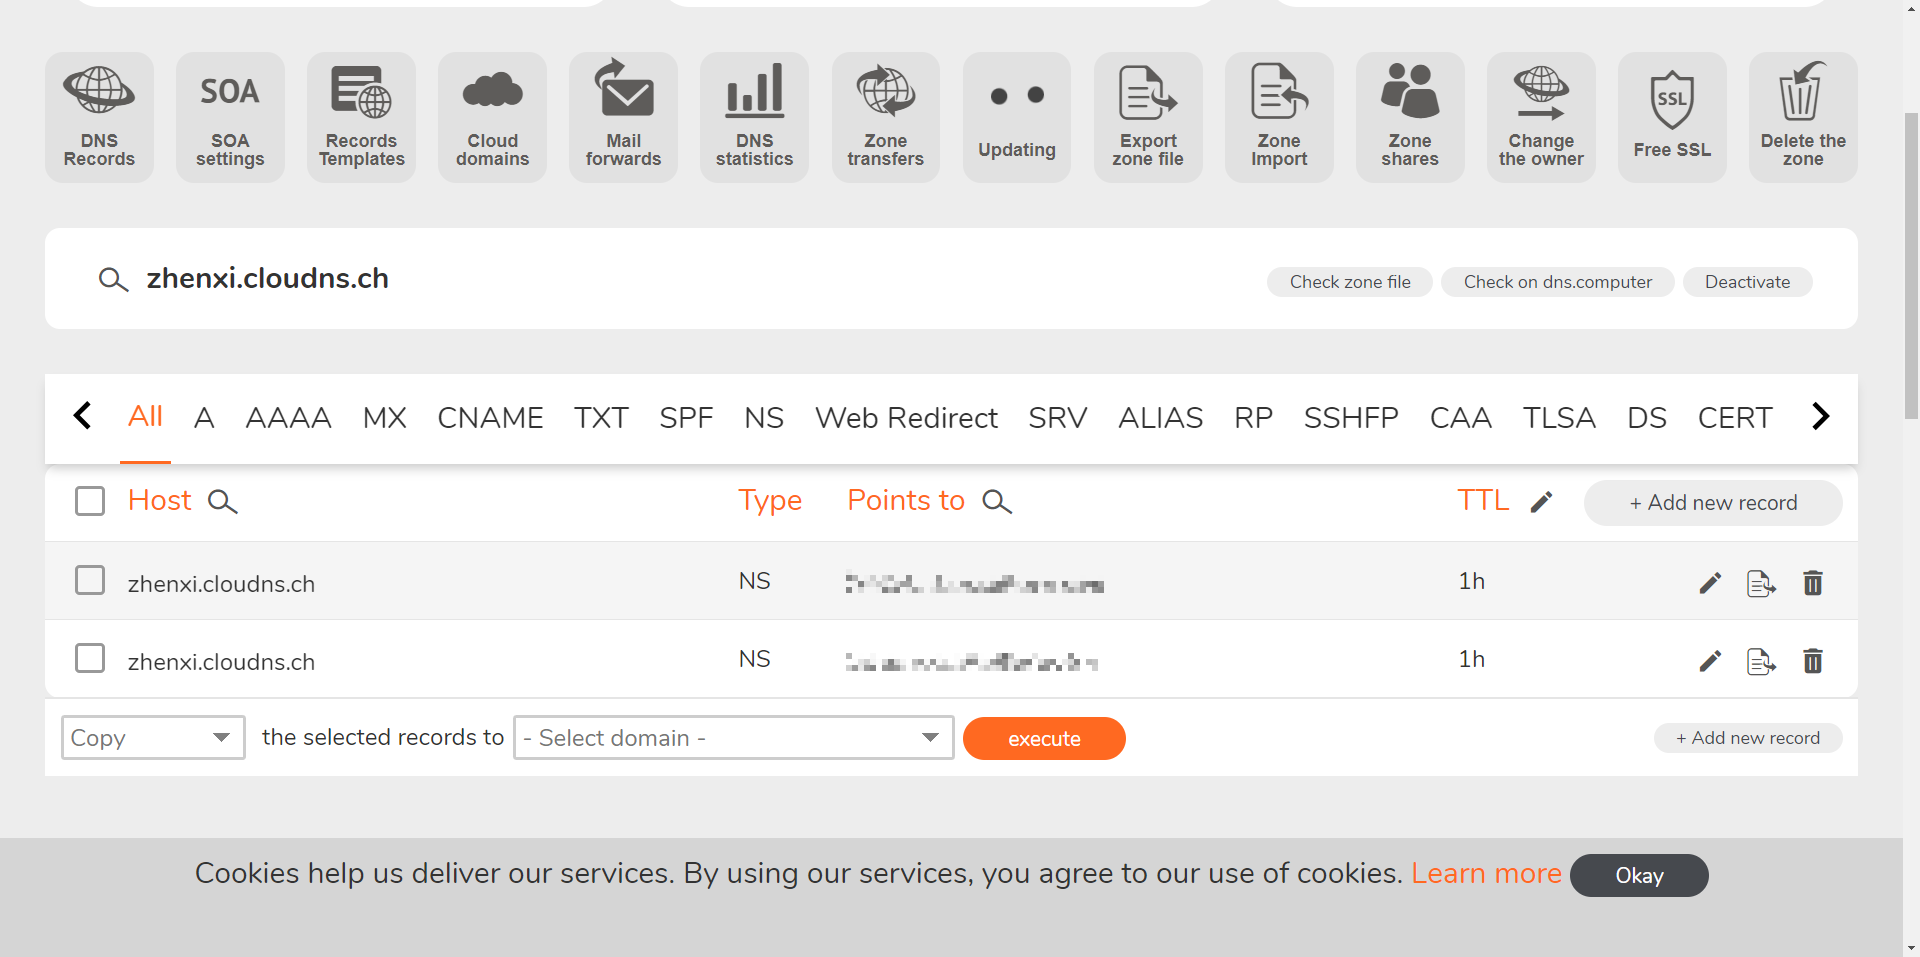 DNS
Records
SOA
SOA
settings
Records
Templates
Cloud
domains
Mail
forwards
DNS
statistics
Zone
transfers
Updating
Export
zone file
Zone
Import
Zone
shares
Change
the owner
SSL
Free SSL
Delete the
zone
zhenxi.cloudns.ch
Check zone file
Check on dns.computer
Deactivate
All A AAAA MX CNAME TXT SPF NS Web Redirect SRV ALIAS RP SSHFP CAA TLSA DS CERT
Host Type Points to TTL + Add new record
zhenxi.cloudns.ch NS 1h
zhenxi.cloudns.ch NS 1h
Copy the selected records to - Select domain - execute + Add new record
Cookies help us deliver our services. By using our services, you agree to our use of cookies. Learn more Okay